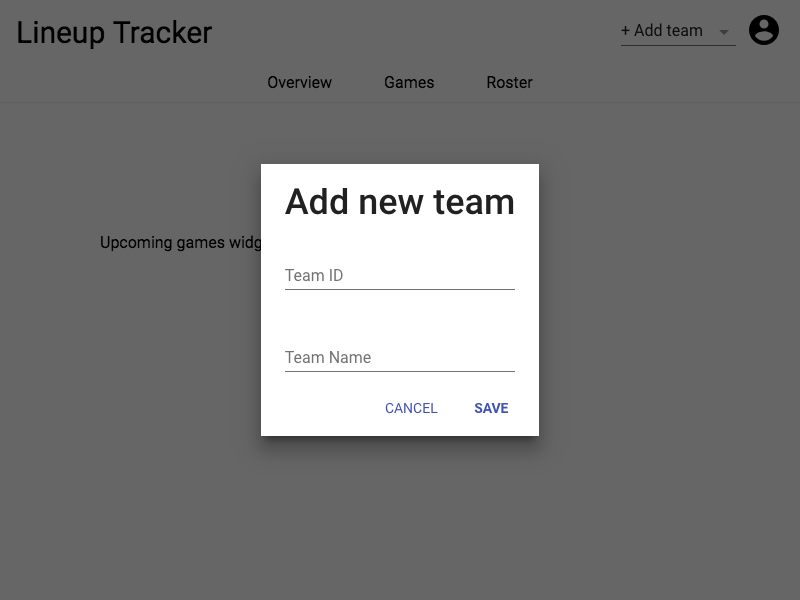 Lineup Tracker
+ Add team
Overview
Games
Roster
Upcoming games widg
Add new team
Team ID
Team Name
CANCEL
SAVE